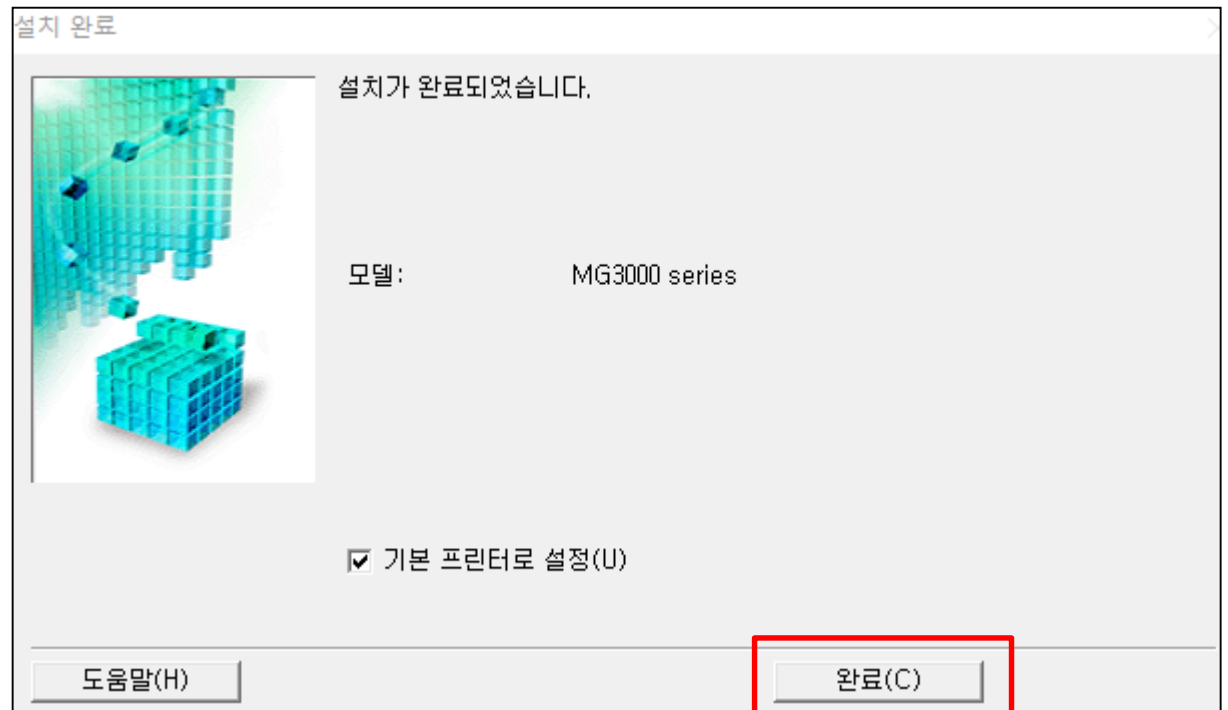 설치 완료
설치가 완료되었습니다.
모델: MG3000 series
기본 프린터로 설정(U)
도움말(H) 완료(C)